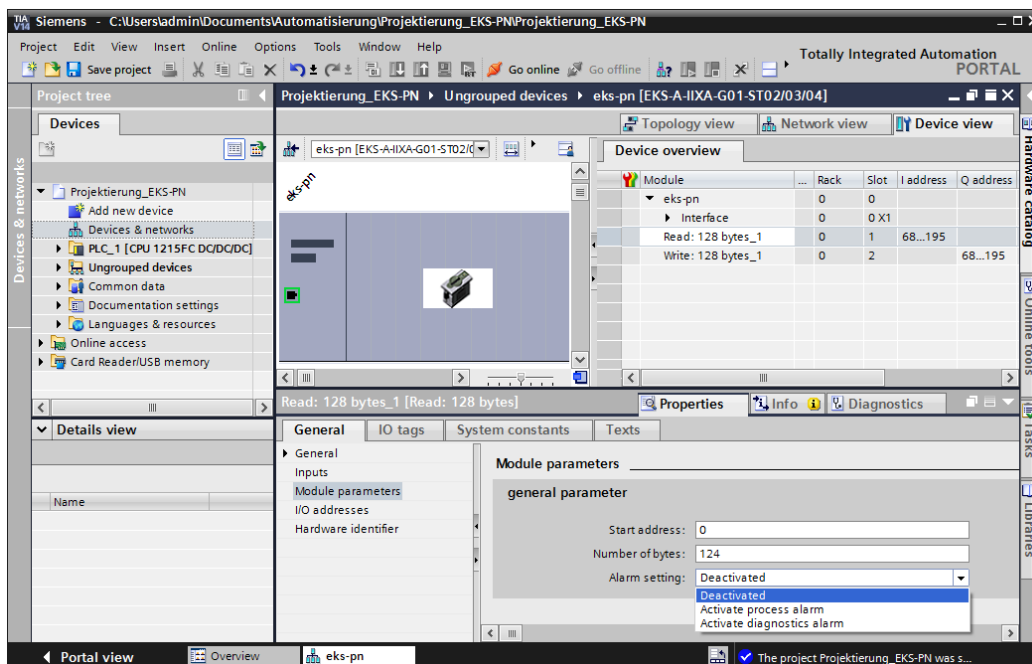 TIA V14 Siemens - C:\Users\admin\Documents\Automatisierung\Projektierung_EKS-PN\Projektierung_EKS-PN
Project Edit View Insert Online Options Tools Window Help
Totally Integrated Automation
PORTAL
Save project Go online Go offline
Project tree
Projektierung_EKS-PN Ungrouped devices eks-pn [EKS-A-IIXA-G01-ST02/03/04]
Devices
Topology view Network view Device view
eks-pn [EKS-A-IIXA-G01-ST02/0
Device overview
Devices & networks
Hardware catalog
Online tools
Tasks
Libraries
Projektierung_EKS-PN
Add new device
Devices & networks
PLC_1 [CPU 1215FC DC/DC/DC]
Ungrouped devices
Common data
Documentation settings
Languages & resources
Online access
Card Reader/USB memory
eks-pn
Module ... Rack Slot I address Q address
eks-pn 0 0
Interface 0 0 X1
Read: 128 bytes_1 0 1 68...195
Write: 128 bytes_1 0 2 68...195
Details view
Name
Read: 128 bytes_1 [Read: 128 bytes]
Properties Info Diagnostics
General IO tags System constants Texts
General
Inputs
Module parameters
I/O addresses
Hardware identifier
Module parameters
general parameter
Start address: 0
Number of bytes: 124
Alarm setting: Deactivated
Deactivated
Activate process alarm
Activate diagnostics alarm
Portal view Overview eks-pn
The project Projektierung_EKS-PN was s...